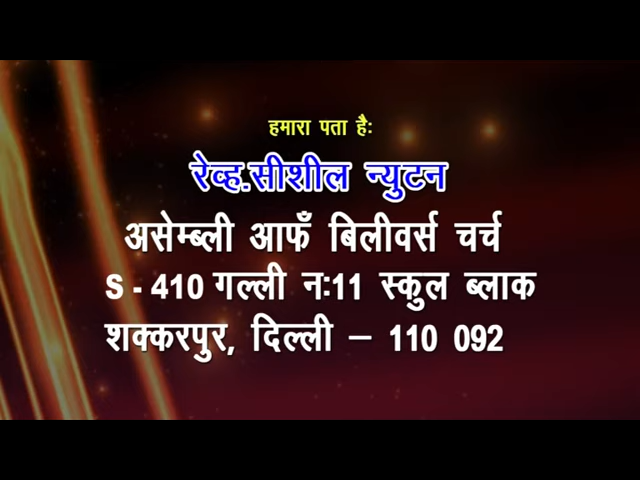 हमारा पता है:
रेव्ह.सीशील न्युटन
असेम्ब्ली आफँ बिलीवर्स चर्च
S - 410 गल्ली न:11 स्कुल ब्लाक
शक्करपुर, दिल्ली – 110 092